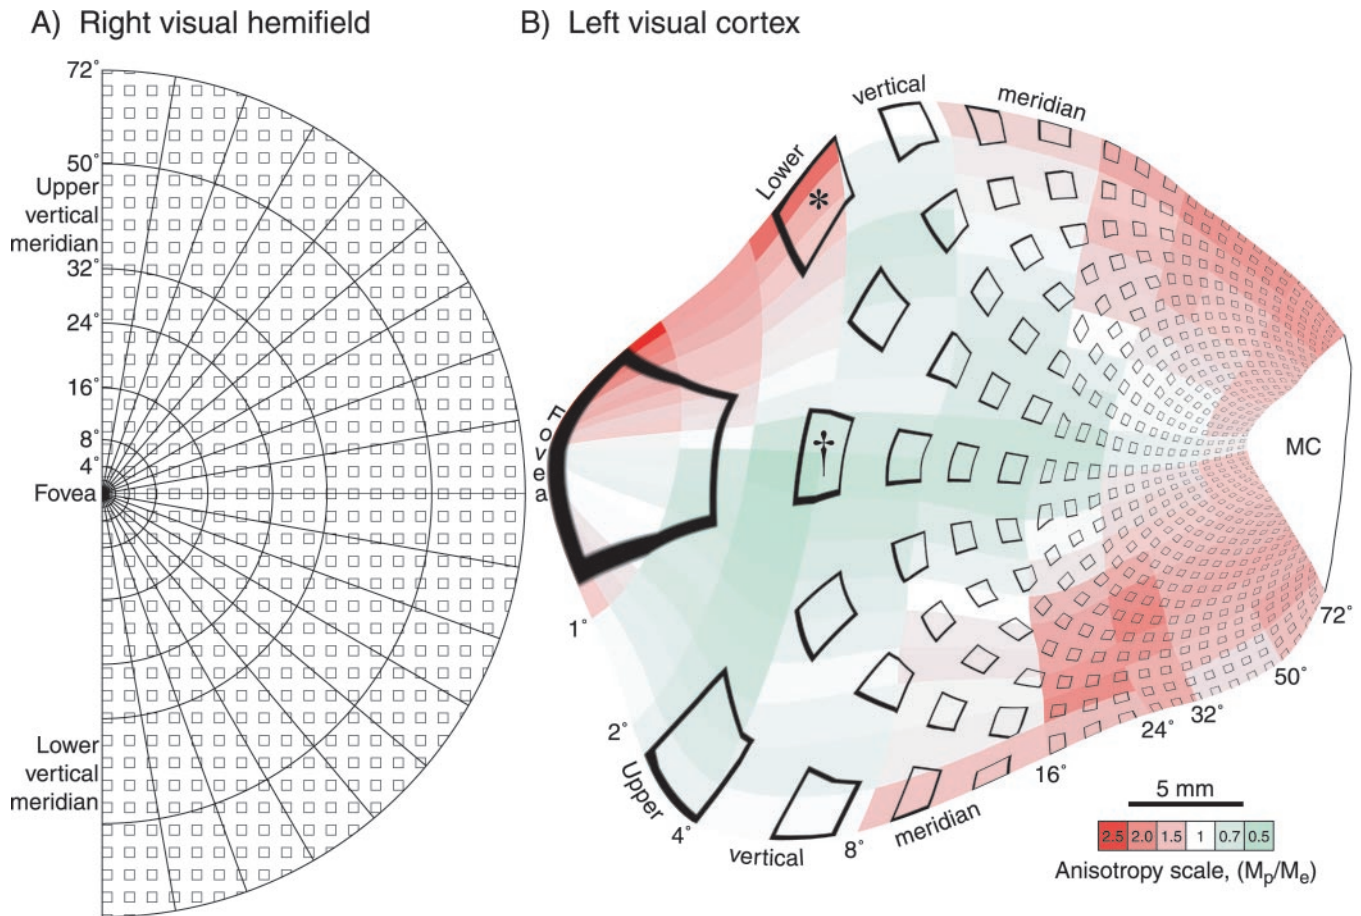 A) Right visual hemifield
B) Left visual cortex
72°
50°
Upper
vertical
meridian
32°
24°
16°
8°
4°
Fovea
Lower
vertical
meridian
Lower
vertical
meridian
*
†
Fovea
MC
1°
2°
4°
8°
16°
24°
32°
50°
72°
Upper
vertical
meridian
5 mm
2.5 2.0 1.5 1 0.7 0.5
Anisotropy scale, (Mp/Me)